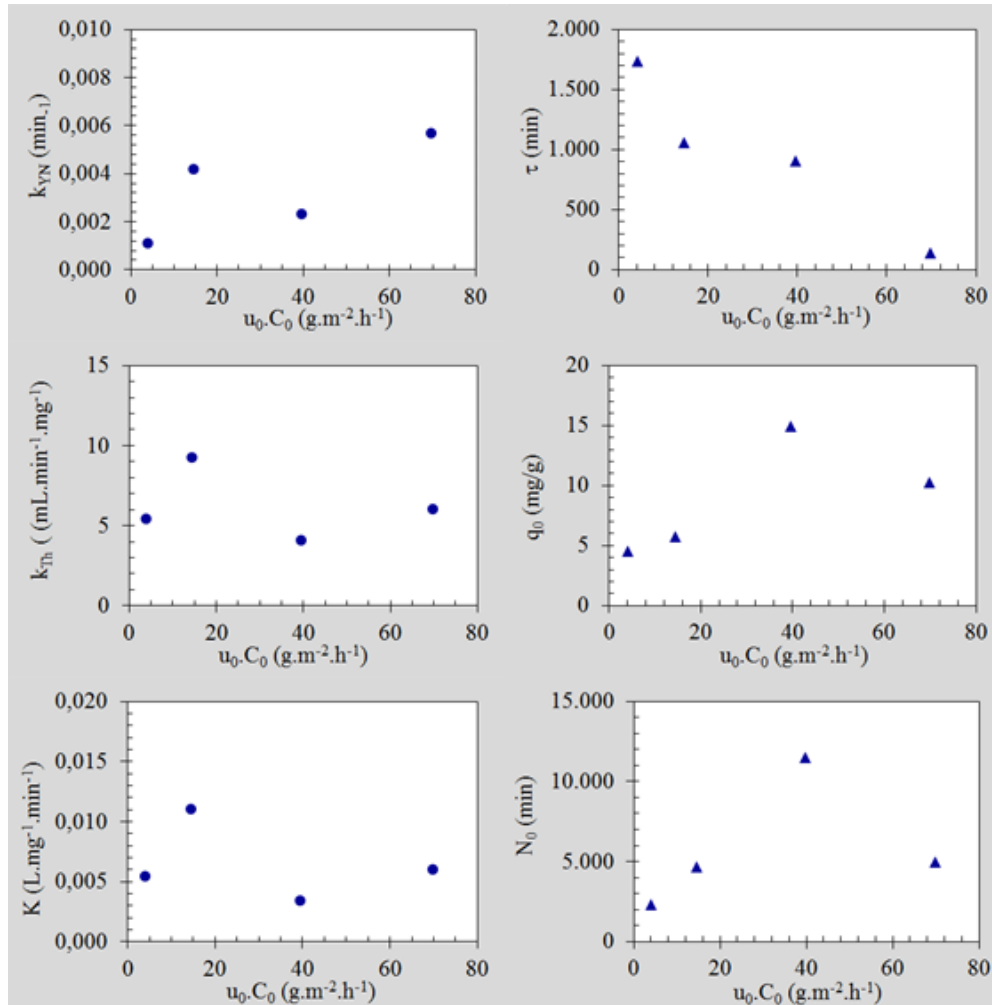 0,010
0,008
0,006
0,004
0,002
0,000
k_YN (min-1)
0 20 40 60 80
u₀.C₀ (g.m⁻².h⁻¹)
2.000
1.500
1.000
500
0
τ (min)
0 20 40 60 80
u₀.C₀ (g.m⁻².h⁻¹)
15
10
5
0
k_Th ( (mL.min⁻¹.mg⁻¹)
0 20 40 60 80
u₀.C₀ (g.m⁻².h⁻¹)
20
15
10
5
0
q₀ (mg/g)
0 20 40 60 80
u₀.C₀ (g.m⁻².h⁻¹)
0,020
0,015
0,010
0,005
0,000
K (L.mg⁻¹.min⁻¹)
0 20 40 60 80
u₀.C₀ (g.m⁻².h⁻¹)
15.000
10.000
5.000
0
N₀ (min)
0 20 40 60 80
u₀.C₀ (g.m⁻².h⁻¹)